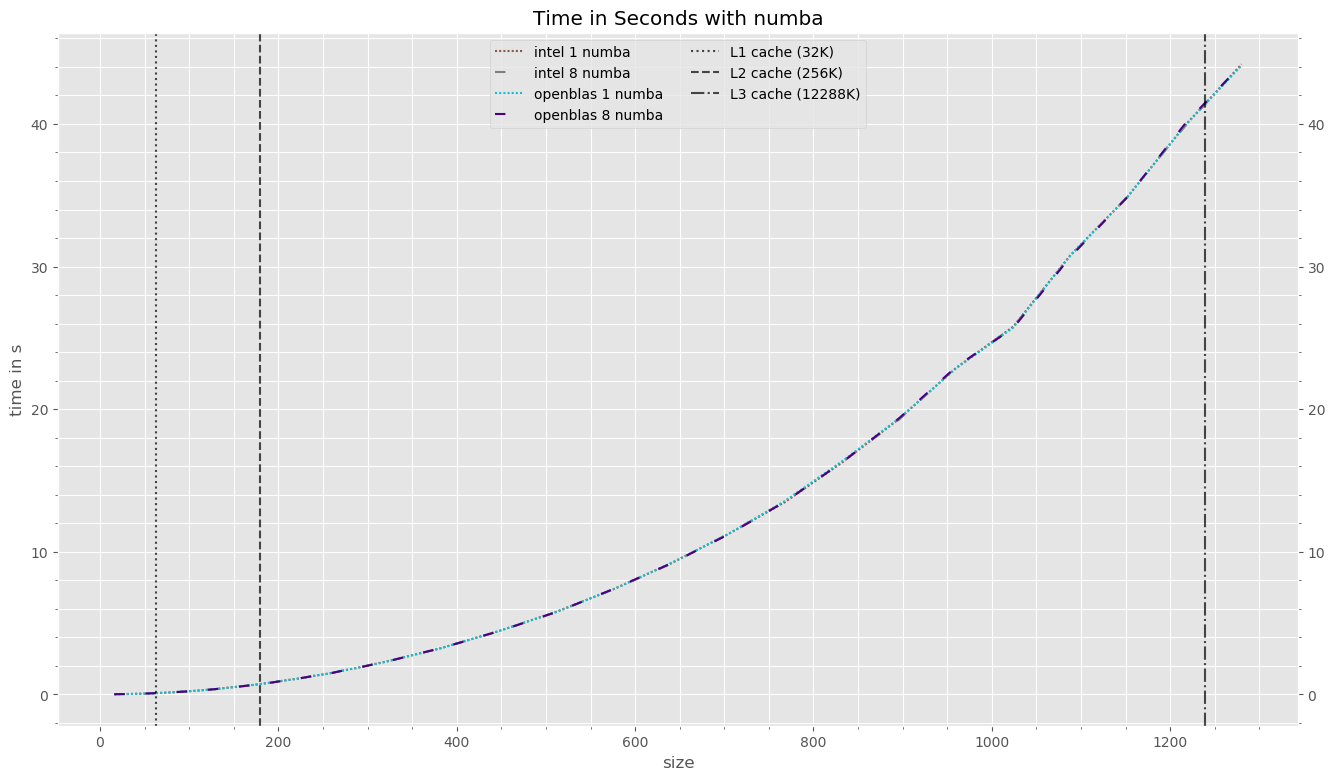 Time in Seconds with numba
intel 1 numba
intel 8 numba
openblas 1 numba
openblas 8 numba
L1 cache (32K)
L2 cache (256K)
L3 cache (12288K)
time in s
40
30
20
10
0
40
30
20
10
0
0 200 400 600 800 1000 1200
size